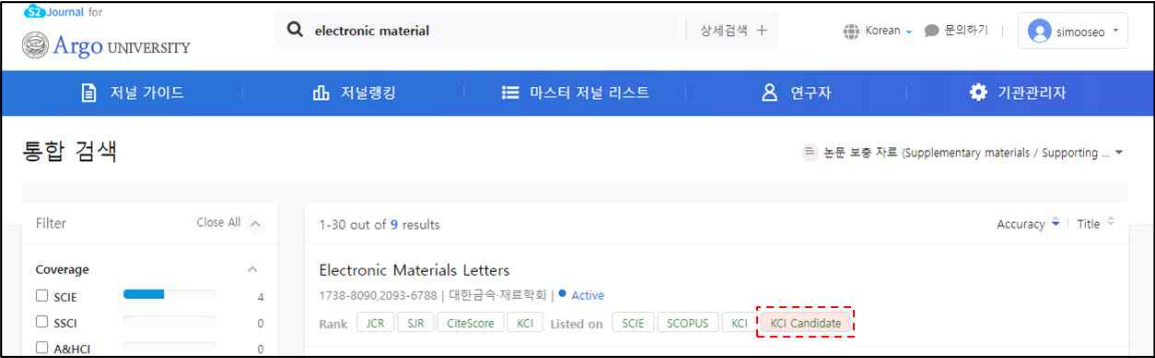 S2 Journal for
Argo UNIVERSITY
electronic material
상세검색 +
Korean
문의하기
simooseo
저널 가이드
저널랭킹
마스터 저널 리스트
연구자
기관관리자
통합 검색
논문 보충 자료 (Supplementary materials / Supporting ...
Filter Close All
1-30 out of 9 results
Accuracy Title
Coverage
SCIE 4
SSCI 0
A&HCI 0
Electronic Materials Letters
1738-8090,2093-6788 | 대한금속·재료학회 | Active
Rank JCR SJR CiteScore KCI Listed on SCIE SCOPUS KCI KCI Candidate